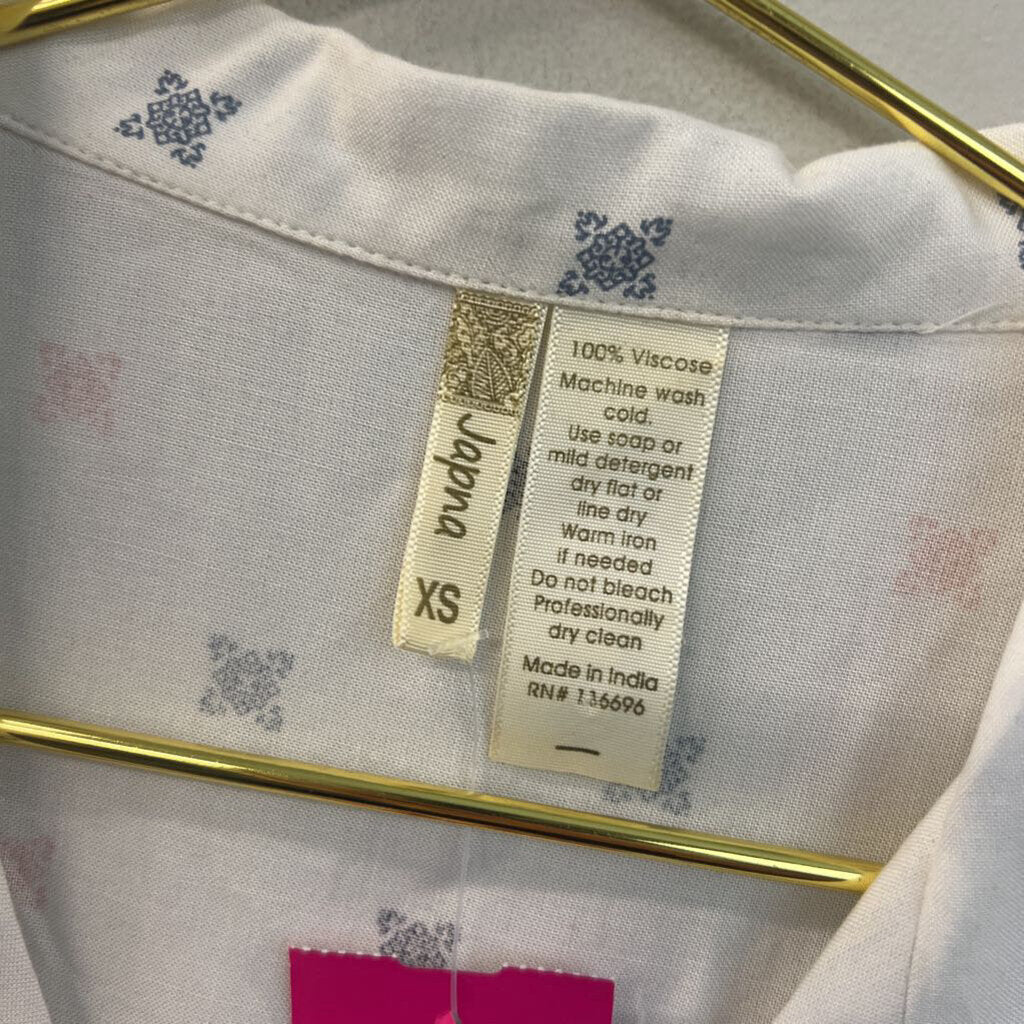 Japna
XS
100% Viscose
Machine wash
cold.
Use soap or
mild detergent
dry flat or
line dry
Warm iron
if needed
Do not bleach
Professionally
dry clean
Made in India
RN# 136696